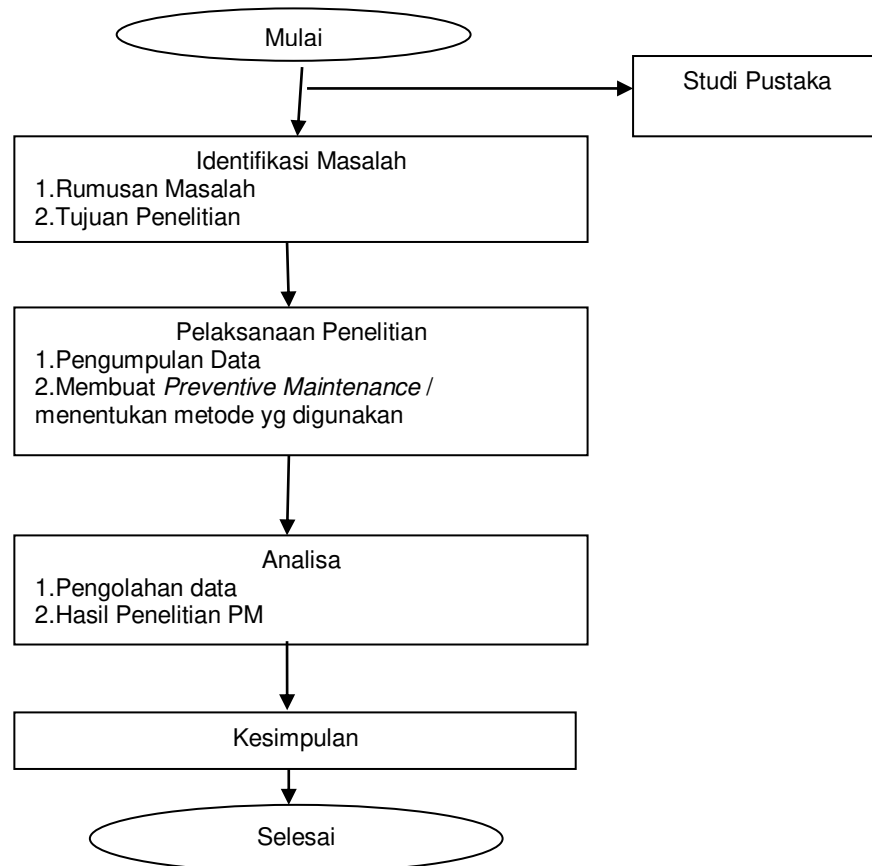 Mulai
Studi Pustaka
Identifikasi Masalah
1.Rumusan Masalah
2.Tujuan Penelitian
Pelaksanaan Penelitian
1.Pengumpulan Data
2.Membuat Preventive Maintenance /
menentukan metode yg digunakan
Analisa
1.Pengolahan data
2.Hasil Penelitian PM
Kesimpulan
Selesai